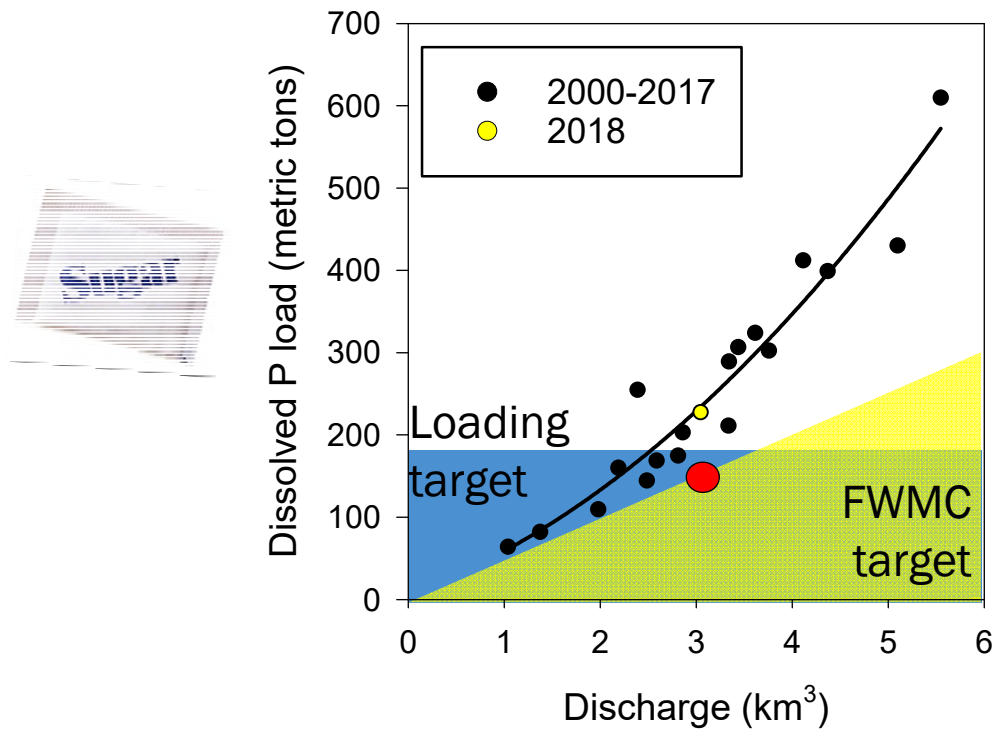 Sugar
Dissolved P load (metric tons)
700
600
500
400
300
200
100
0
2000-2017
2018
Loading
target
FWMC
target
0 1 2 3 4 5 6
Discharge (km³)